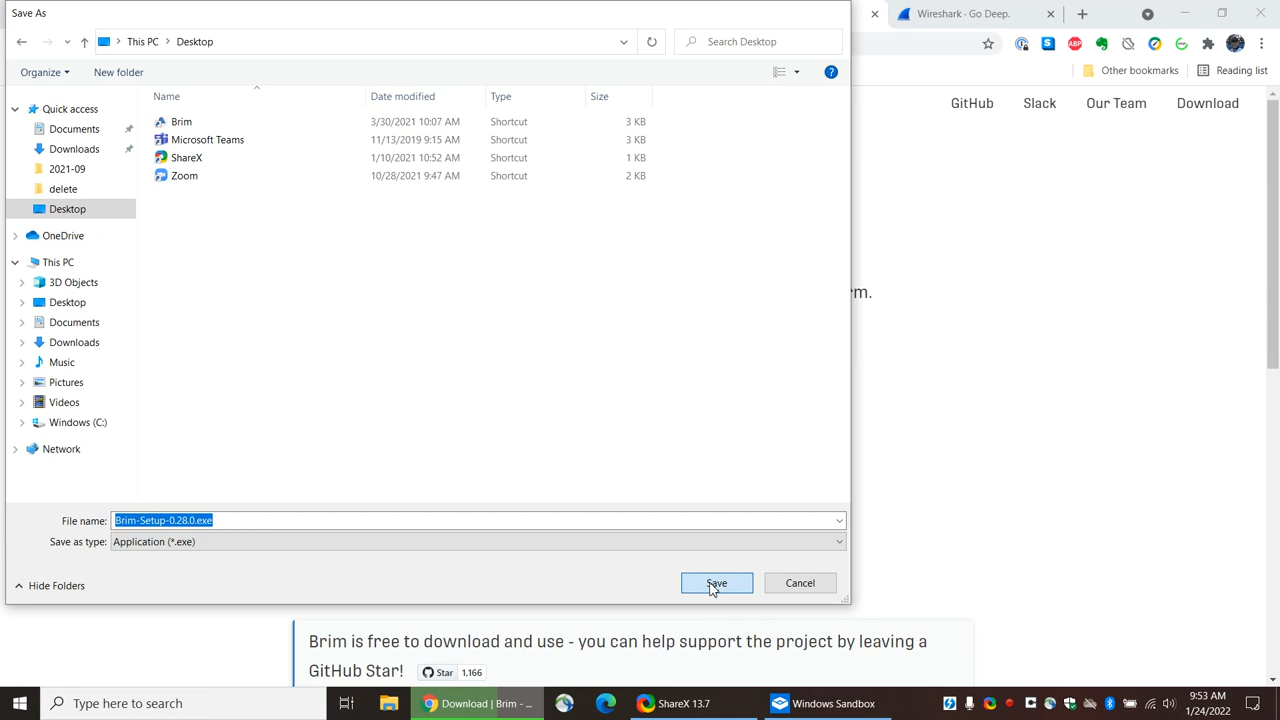 Save As
Wireshark - Go Deep.
This PC
Desktop
Search Desktop
Organize
New folder
Other bookmarks
Reading list
Name
Date modified
Type
Size
GitHub
Slack
Our Team
Download
Quick access
Documents
Downloads
2021-09
delete
Desktop
Brim
3/30/2021 10:07 AM
Shortcut
3 KB
Microsoft Teams
11/13/2019 9:15 AM
Shortcut
3 KB
ShareX
1/10/2021 10:52 AM
Shortcut
1 KB
Zoom
10/28/2021 9:47 AM
Shortcut
2 KB
OneDrive
This PC
3D Objects
Desktop
Documents
Downloads
Music
Pictures
Videos
Windows (C:)
Network
rm.
File name:
Brim-Setup-0.28.0.exe
Save as type:
Application (*.exe)
Hide Folders
Save
Cancel
Brim is free to download and use - you can help support the project by leaving a
GitHub Star!
Star
1,166
Type here to search
Download | Brim - ...
ShareX 13.7
Windows Sandbox
9:53 AM
1/24/2022